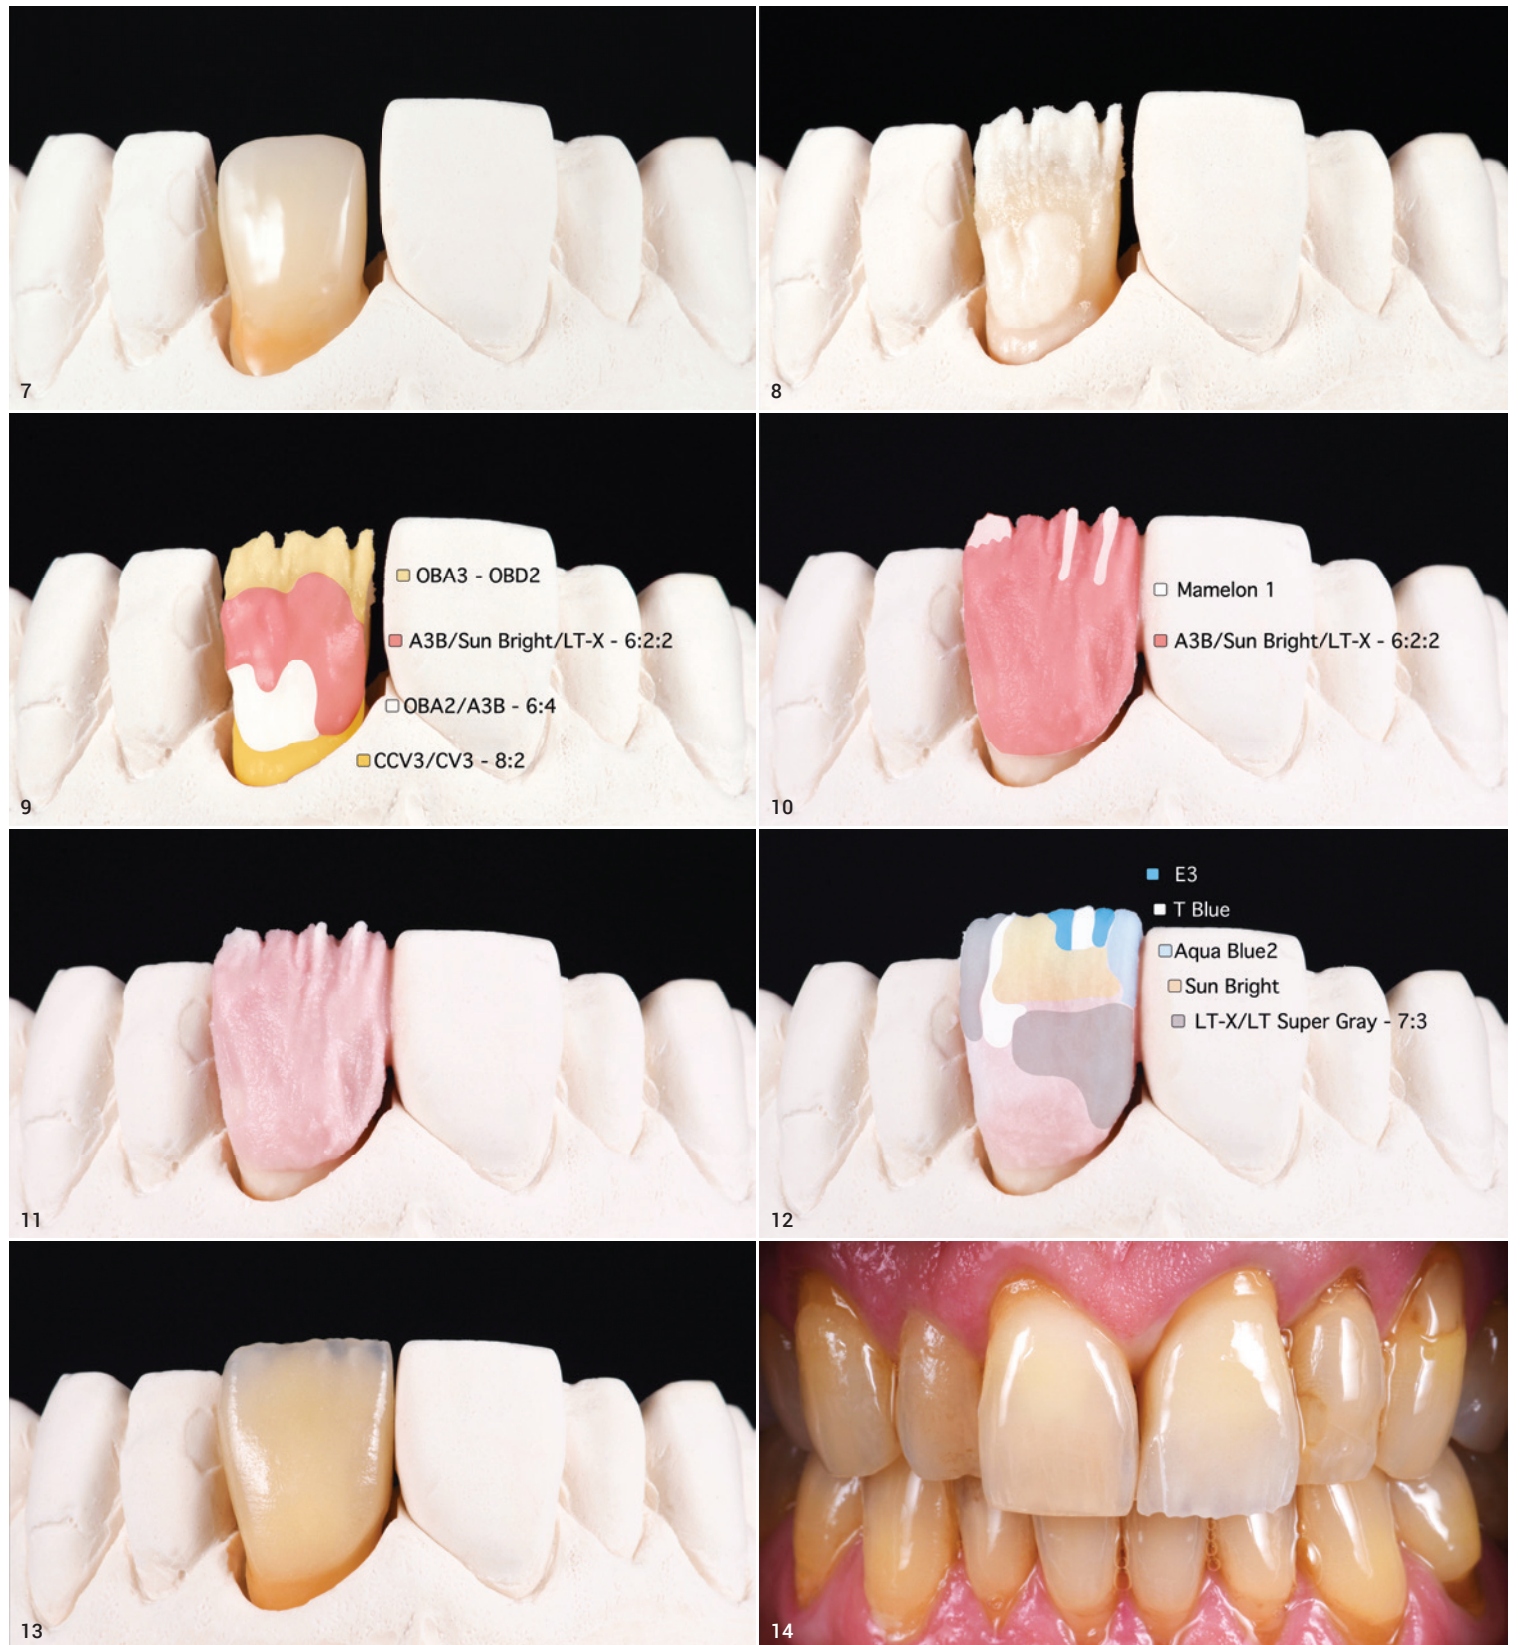 7
8
OBA3 - OBD2
A3B/Sun Bright/LT-X - 6:2:2
OBA2/A3B - 6:4
CCV3/CV3 - 8:2
9
Mamelon 1
A3B/Sun Bright/LT-X - 6:2:2
10
11
E3
T Blue
Aqua Blue2
Sun Bright
LT-X/LT Super Gray - 7:3
12
13
14